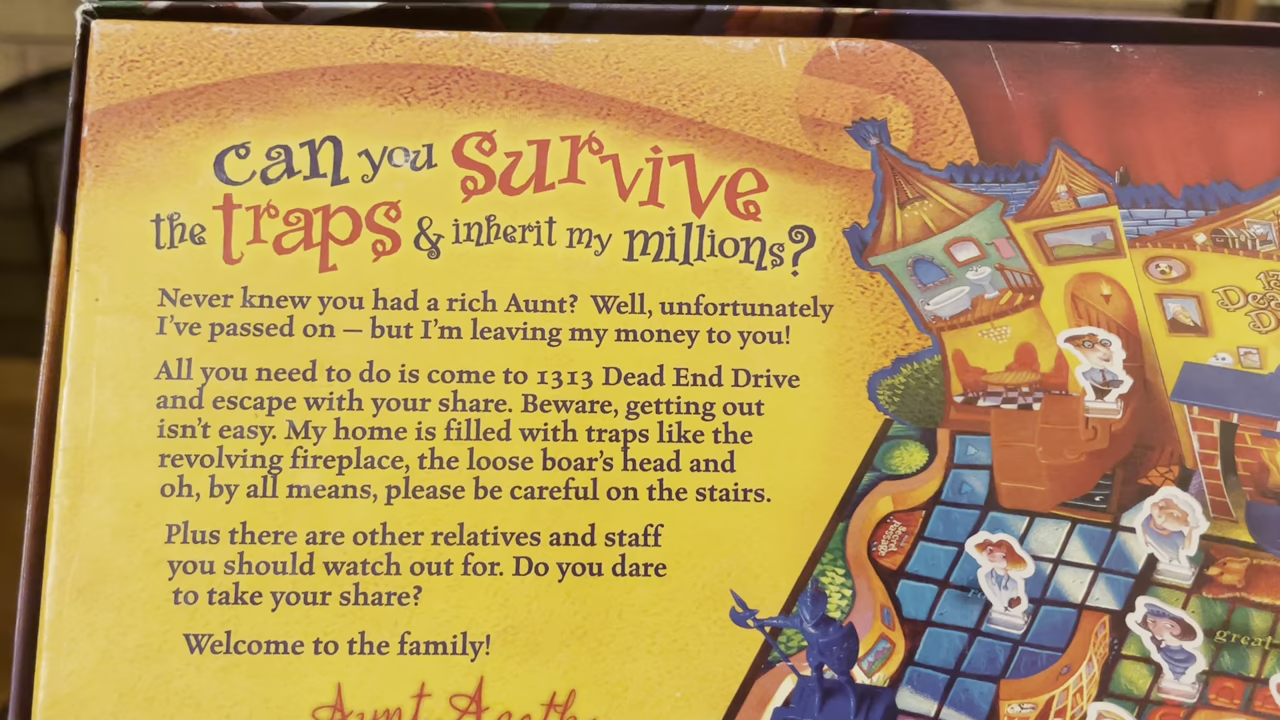 can you survive
the traps & inherit my millions?
Never knew you had a rich Aunt? Well, unfortunately
I've passed on — but I'm leaving my money to you!
All you need to do is come to 1313 Dead End Drive
and escape with your share. Beware, getting out
isn't easy. My home is filled with traps like the
revolving fireplace, the loose boar's head and
oh, by all means, please be careful on the stairs.
Plus there are other relatives and staff
you should watch out for. Do you dare
to take your share?
Welcome to the family!
Aunt
Secret
Passage
great